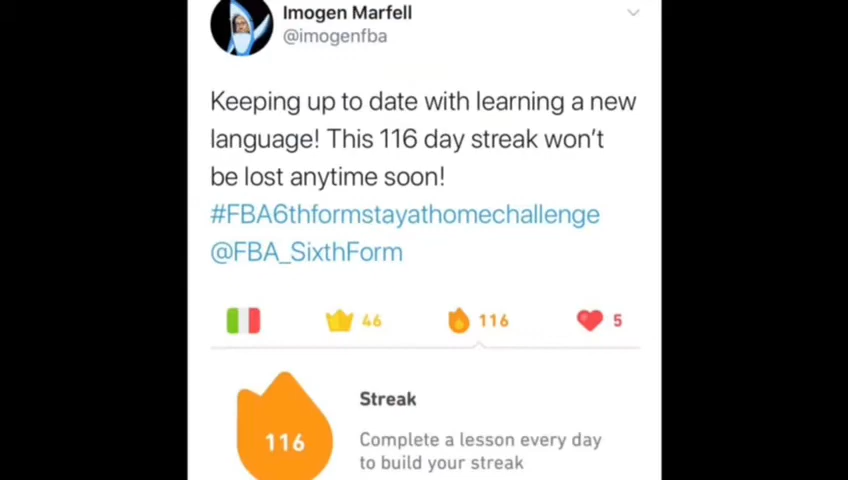 Imogen Marfell
@imogenfba
Keeping up to date with learning a new
language! This 116 day streak won't
be lost anytime soon!
#FBA6thformstayathomechallenge
@FBA_SixthForm
46 116 5
Streak
116
Complete a lesson every day
to build your streak